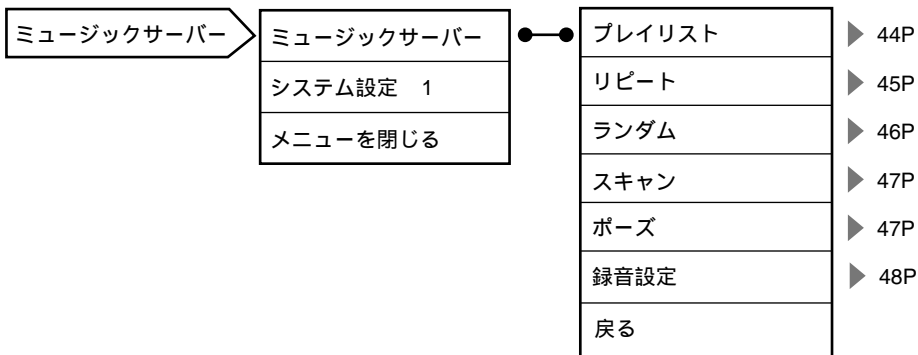 ミュージックサーバー
ミュージックサーバー
システム設定 1
メニューを閉じる
プレイリスト 44P
リピート 45P
ランダム 46P
スキャン 47P
ポーズ 47P
録音設定 48P
戻る